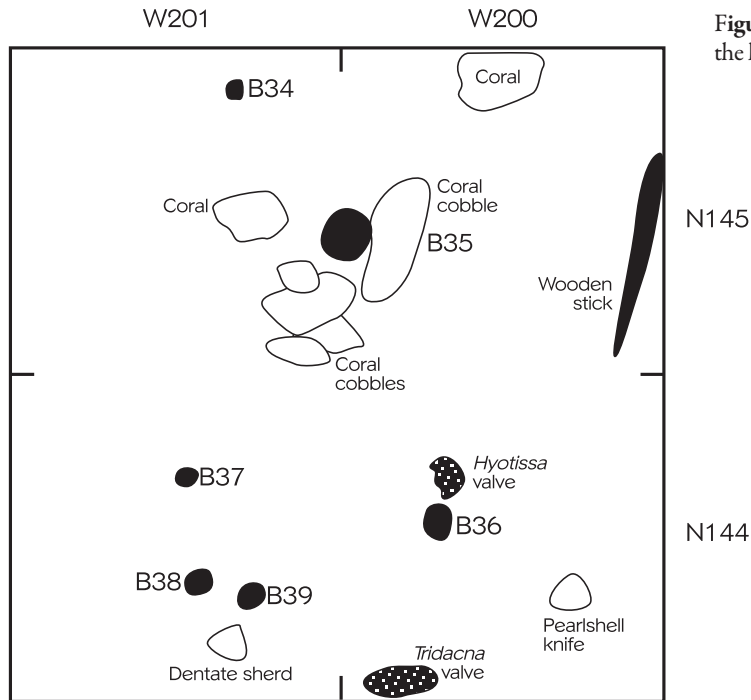 W201
W200
Figu
the l
Coral
B34
Coral
Coral
cobble
B35
N145
Wooden
stick
Coral
cobbles
B37
Hyotissa
valve
B36
N144
B38
B39
Pearlshell
knife
Dentate sherd
Tridacna
valve